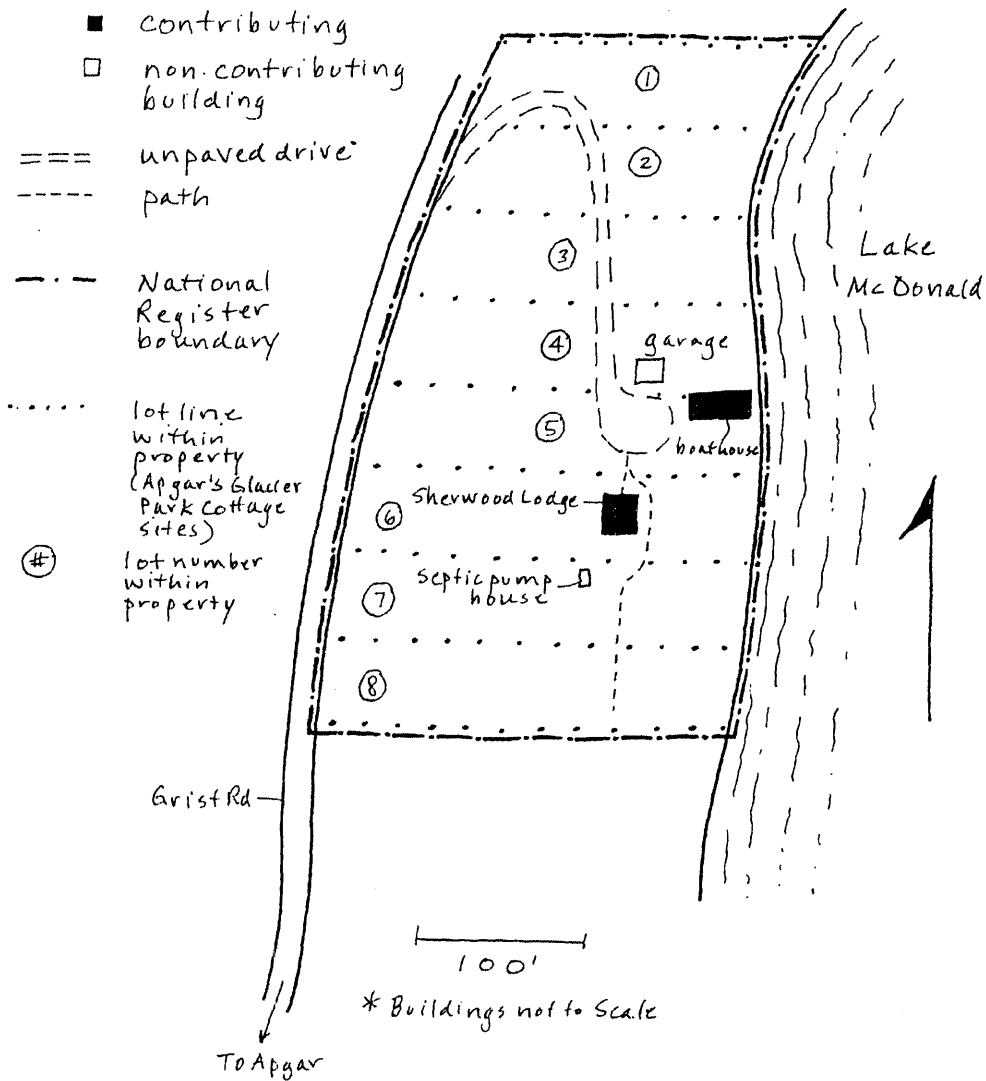 contributing
non-contributing
building
unpaved drive
path
National
Register
boundary
lot line
within
property
(Apgar's Glacier
Park Cottage
sites)
#
lot number
within
property
1
2
3
4
5
6
7
8
garage
boathouse
Sherwood Lodge
Septic pump
house
Lake
McDonald
Grist Rd
To Apgar
100'
* Buildings not to Scale